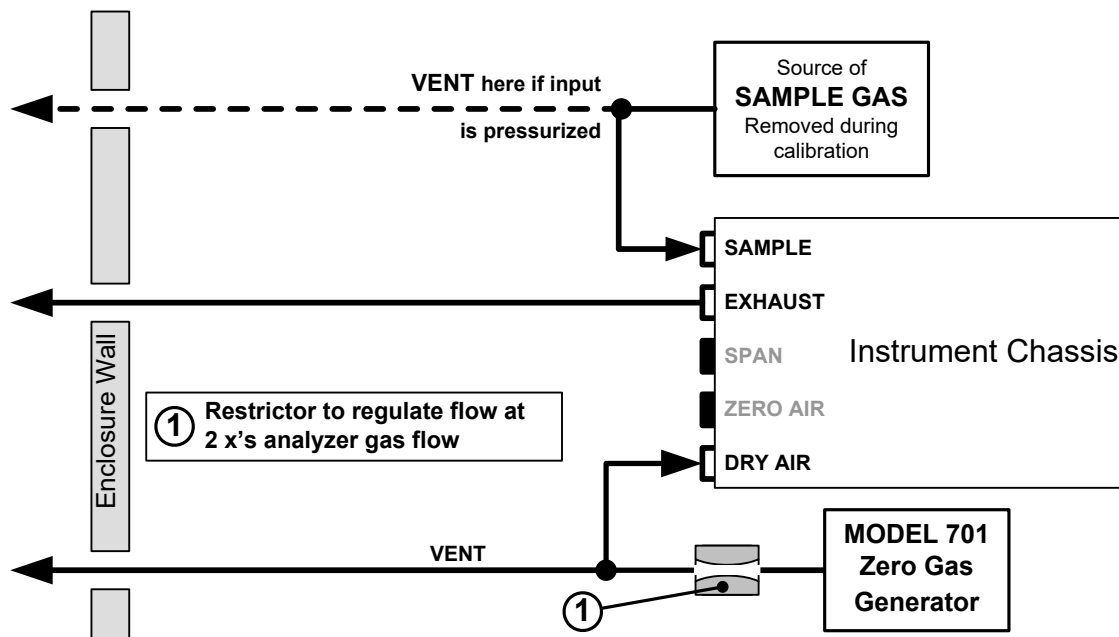 VENT here if input
is pressurized
Source of
SAMPLE GAS
Removed during
calibration
SAMPLE
EXHAUST
SPAN
ZERO AIR
DRY AIR
Instrument Chassis
Enclosure Wall
1 Restrictor to regulate flow at
2 x's analyzer gas flow
VENT
1
MODEL 701
Zero Gas
Generator